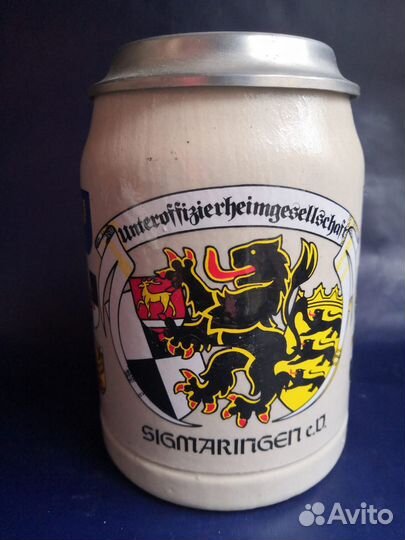 Unteroffizierheimgesellschaft
SIGMARINGEN e.V.
Avito